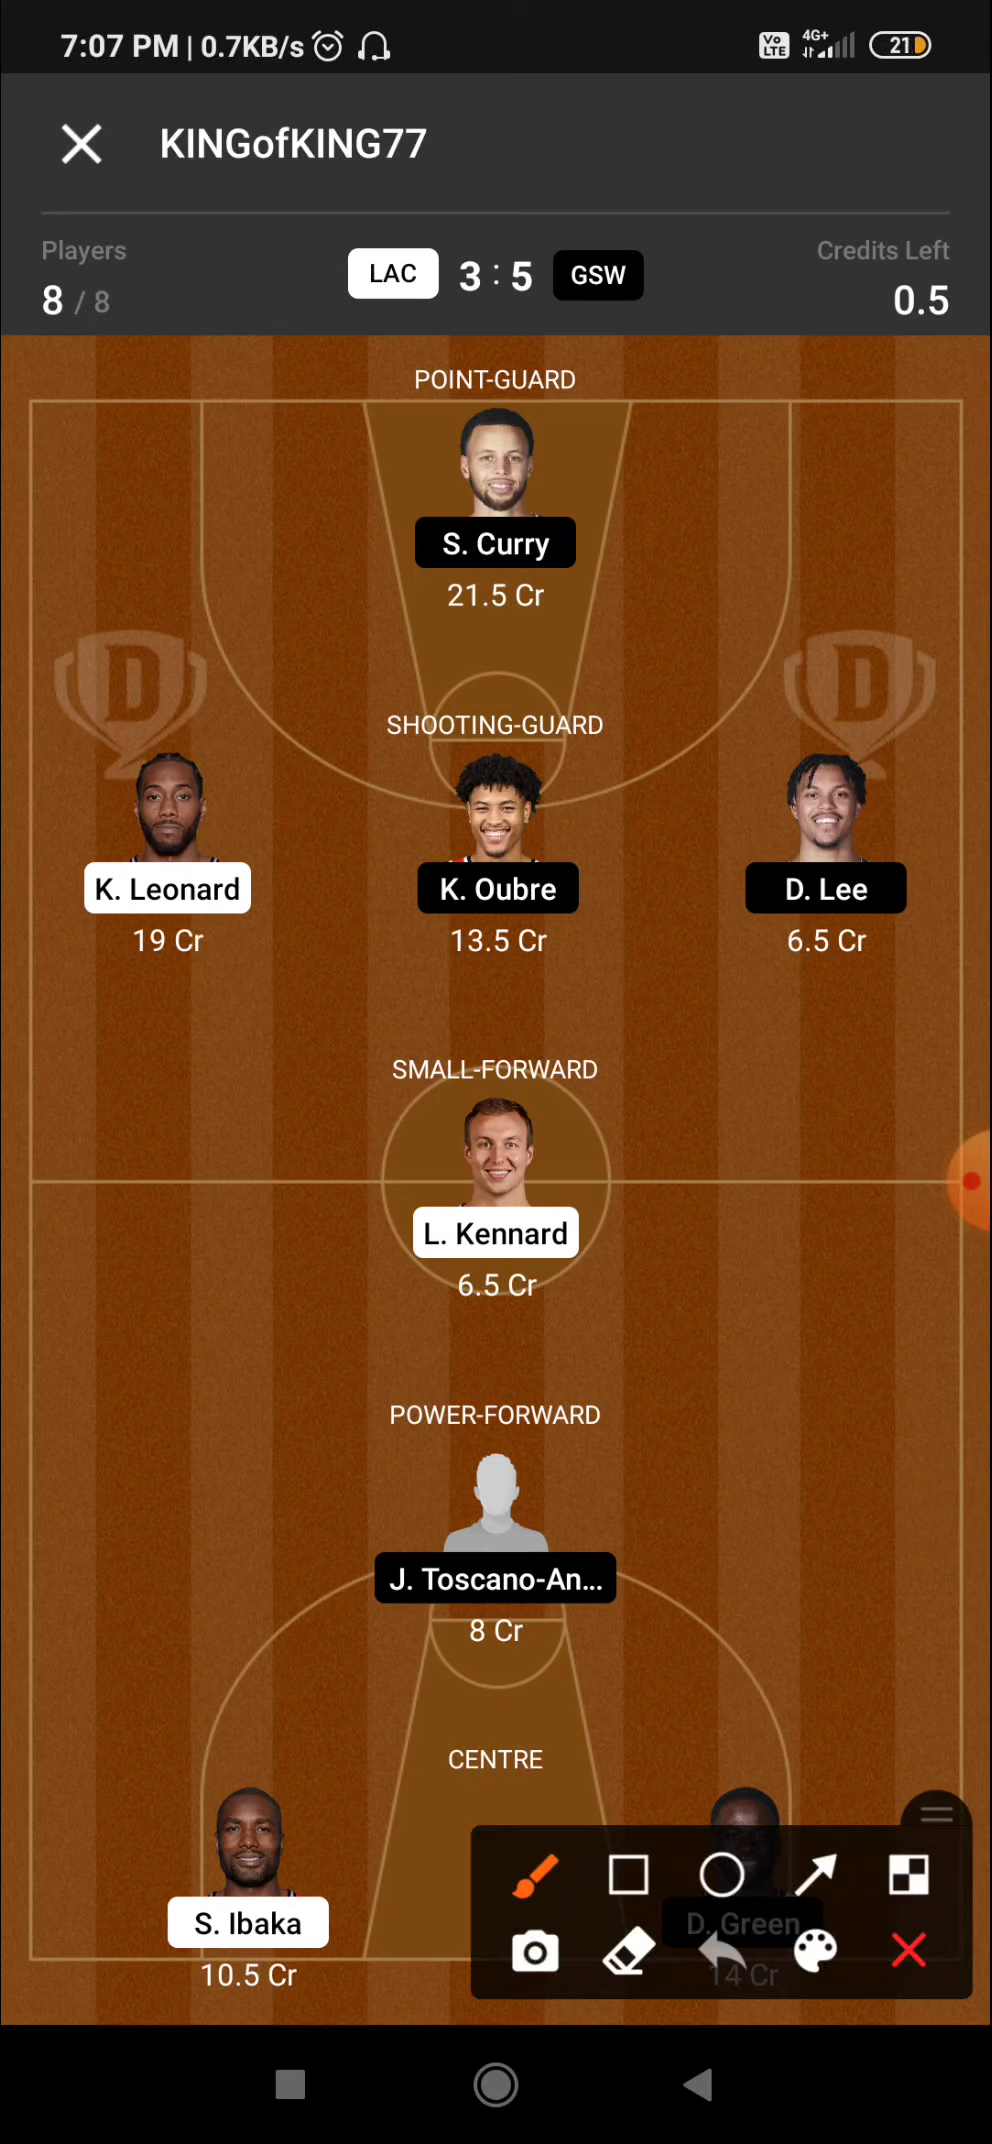 7:07 PM | 0.7KB/s
Vo LTE 4G+ 21
KINGofKING77
Players
Credits Left
8 / 8
LAC 3 : 5 GSW
0.5
POINT-GUARD
S. Curry
21.5 Cr
D D
SHOOTING-GUARD
K. Leonard K. Oubre D. Lee
19 Cr 13.5 Cr 6.5 Cr
SMALL-FORWARD
L. Kennard
6.5 Cr
POWER-FORWARD
J. Toscano-An...
8 Cr
CENTRE
S. Ibaka D. Green
10.5 Cr 14 Cr